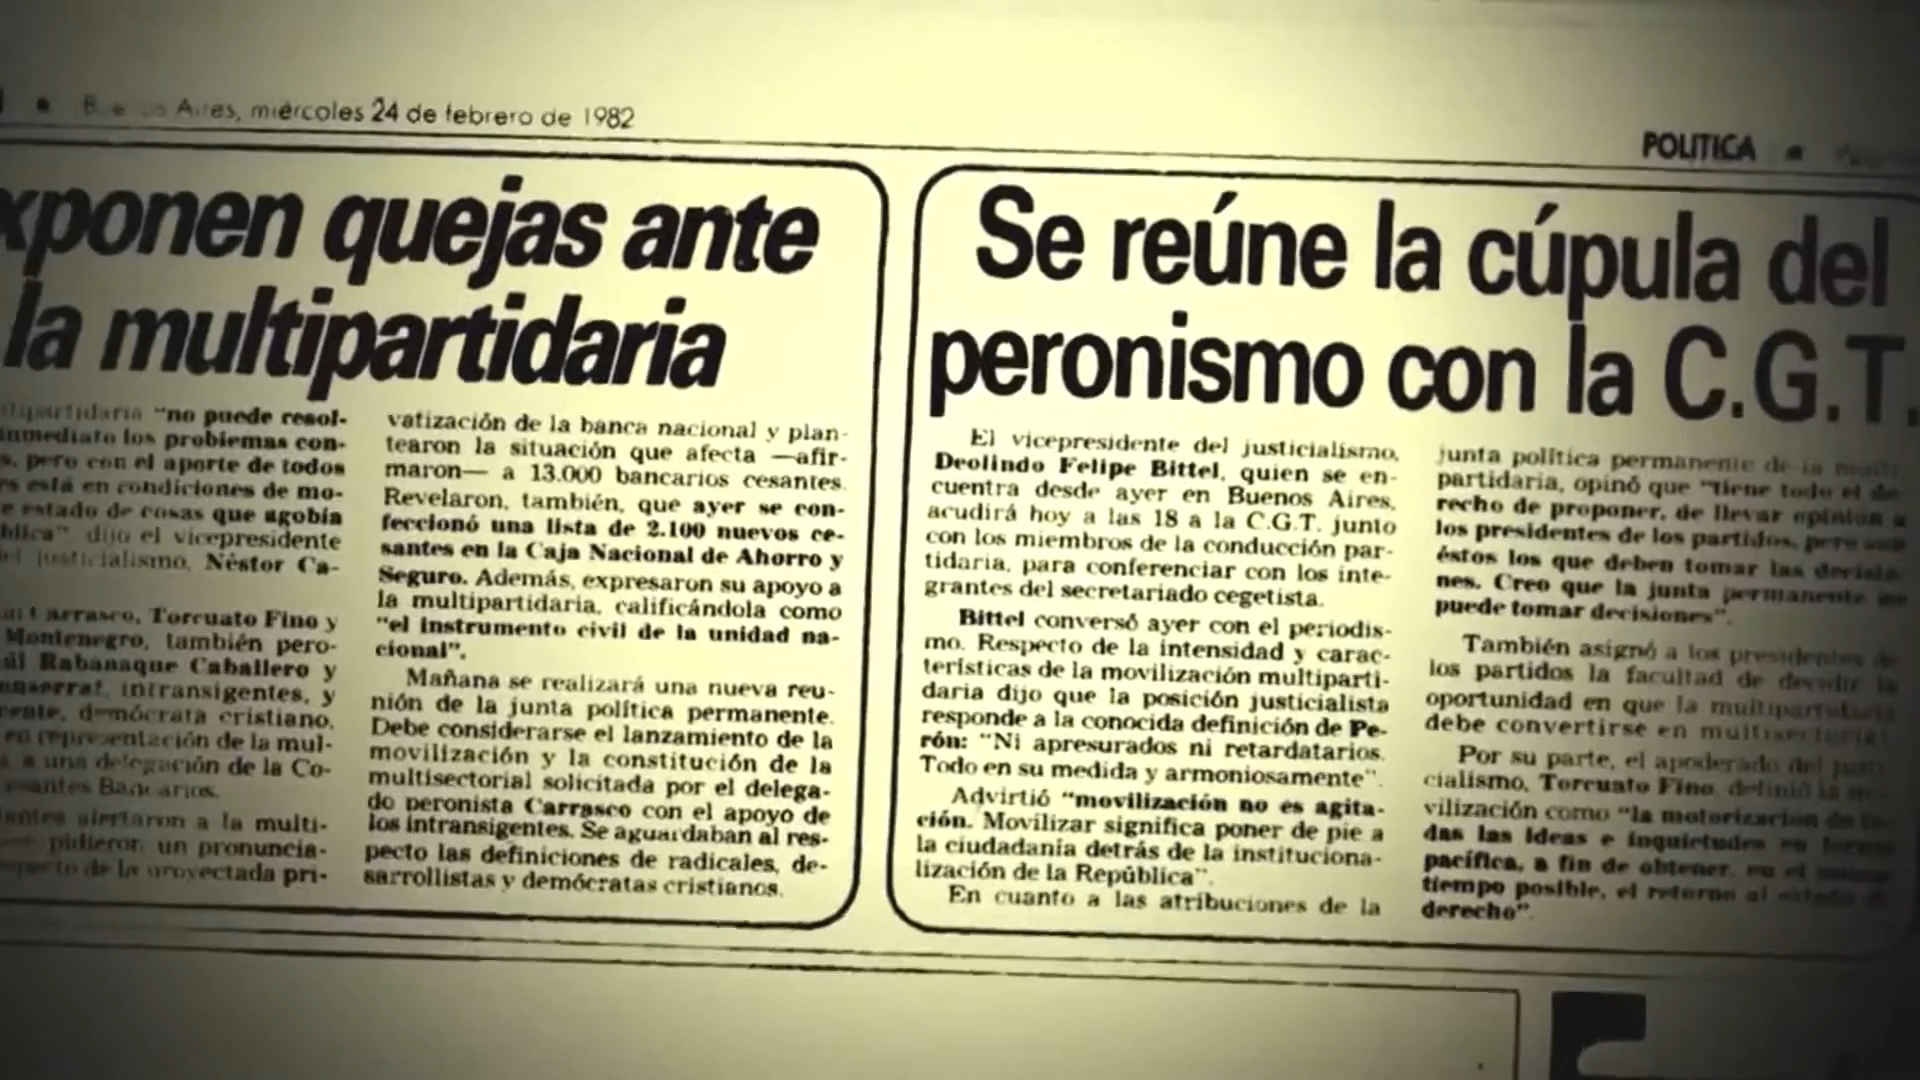 Buenos Aires, miércoles 24 de febrero de 1982
POLITICA
xponen quejas ante
la multipartidaria
"no puede resol-
inmediato los problemas con-
pero con el aporte de todos
está en condiciones de mo-
estado de cosas que agobia
dijo el vicepresidente
justicialismo, Néstor Ca-
Carrasco, Torcuato Fino y
Montenegro, también pero-
Rabanaque Caballero y
intransigentes, y
demócrata cristiano,
en representación de la mul-
a una delegación de la Co-
Bancarios.
alertaron a la multi-
— pidieron un pronuncia-
de la proyectada pri-
vatización de la banca nacional y plan-
tearon la situación que afecta —afir-
maron— a 13.000 bancarios cesantes.
Revelaron, también, que ayer se con-
feccionó una lista de 2.100 nuevos ce-
santes en la Caja Nacional de Ahorro y
Seguro. Además, expresaron su apoyo a
la multipartidaria, calificándola como
"el instrumento civil de la unidad na-
cional".
Mañana se realizará una nueva reu-
nión de la junta política permanente.
Debe considerarse el lanzamiento de la
movilización y la constitución de la
multisectorial solicitada por el delega-
do peronista Carrasco con el apoyo de
los intransigentes. Se aguardaban al res-
pecto las definiciones de radicales, de-
sarrollistas y demócratas cristianos.
Se reúne la cúpula del
peronismo con la C.G.T.
El vicepresidente del justicialismo,
Deolindo Felipe Bittel, quien se en-
cuentra desde ayer en Buenos Aires,
acudirá hoy a las 18 a la C.G.T. junto
con los miembros de la conducción par-
tidaria, para conferenciar con los inte-
grantes del secretariado cegetista.
Bittel conversó ayer con el periodis-
mo. Respecto de la intensidad y carac-
terísticas de la movilización multiparti-
daria dijo que la posición justicialista
responde a la conocida definición de Pe-
rón: "Ni apresurados ni retardatarios.
Todo en su medida y armoniosamente".
Advirtió "movilización no es agita-
ción. Movilizar significa poner de pie a
la ciudadanía detrás de la instituciona-
lización de la República".
En cuanto a las atribuciones de la
junta política permanente de la multi-
partidaria, opinó que "tiene todo el de-
recho de proponer, de llevar opinión a
los presidentes de los partidos, pero son
éstos los que deben tomar las decisio-
nes. Creo que la junta permanente no
puede tomar decisiones".
También asignó a los presidentes de
los partidos la facultad de decidir la
oportunidad en que la multipartidaria
debe convertirse en multisectorial.
Por su parte, el apoderado del justi-
cialismo, Torcuato Fino, definió la mo-
vilización como "la motorización de to-
das las ideas e inquietudes en forma
pacífica, a fin de obtener, en el menor
tiempo posible, el retorno al estado de
derecho".